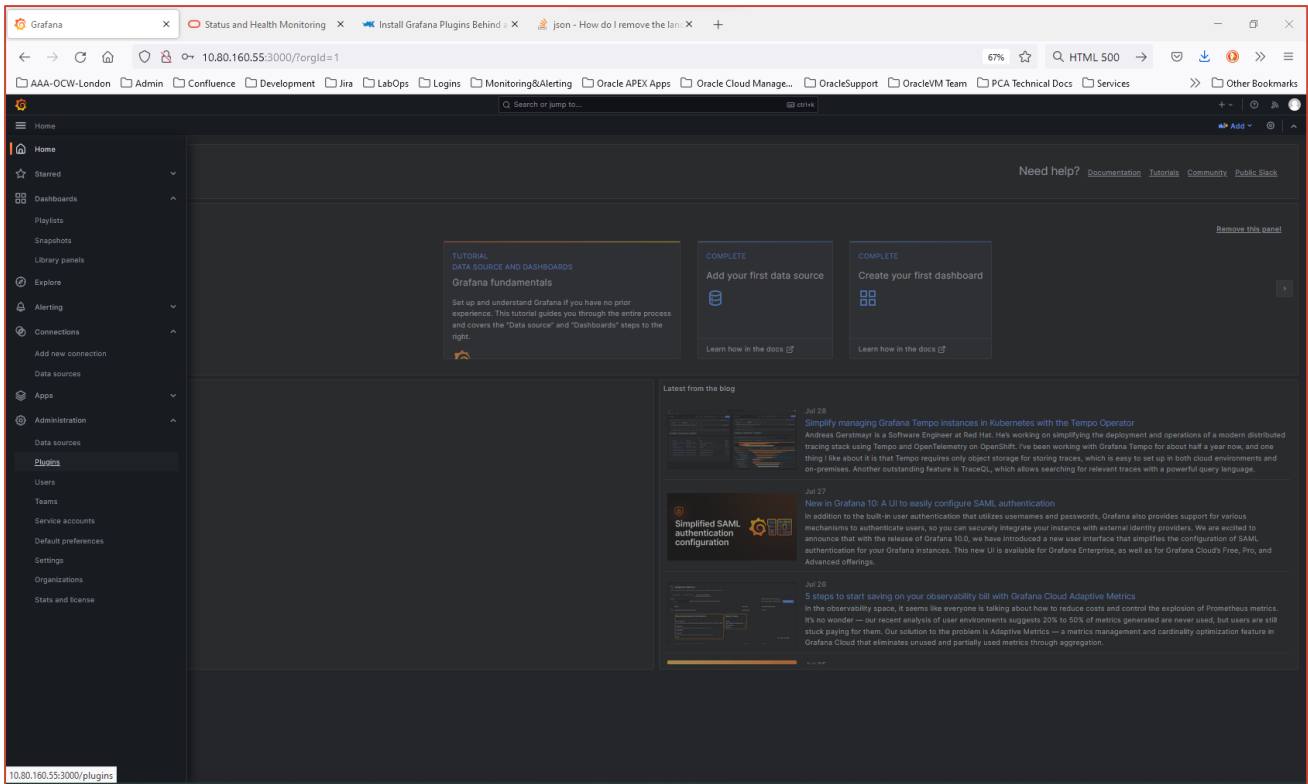 Grafana
Status and Health Monitoring
Install Grafana Plugins Behind a
json - How do I remove the land
10.80.160.55:3000/?orgId=1
67%
HTML 500
AAA-OCW-London
Admin
Confluence
Development
Jira
LabOps
Logins
Monitoring&Alerting
Oracle APEX Apps
Oracle Cloud Manage...
OracleSupport
OracleVM Team
PCA Technical Docs
Services
Other Bookmarks
Search or jump to...
ctrl+k
Home
Add
Home
Starred
Dashboards
Playlists
Snapshots
Library panels
Explore
Alerting
Connections
Add new connection
Data sources
Apps
Administration
Data sources
Plugins
Users
Teams
Service accounts
Default preferences
Settings
Organizations
Stats and license
Need help? Documentation Tutorials Community Public Slack
Remove this panel
TUTORIAL
DATA SOURCE AND DASHBOARDS
Grafana fundamentals
Set up and understand Grafana if you have no prior
experience. This tutorial guides you through the entire process
and covers the "Data source" and "Dashboards" steps to the
right.
COMPLETE
Add your first data source
Learn how in the docs
COMPLETE
Create your first dashboard
Learn how in the docs
Latest from the blog
Jul 28
Simplify managing Grafana Tempo instances in Kubernetes with the Tempo Operator
Andreas Gerstmayr is a Software Engineer at Red Hat. He's working on simplifying the deployment and operations of a modern distributed
tracing stack using Tempo and OpenTelemetry on OpenShift. I've been working with Grafana Tempo for about half a year now, and one
thing I like about it is that Tempo requires only object storage for storing traces, which is easy to set up in both cloud environments and
on-premises. Another outstanding feature is TraceQL, which allows searching for relevant traces with a powerful query language.
Simplified SAML
authentication
configuration
Jul 27
New in Grafana 10: A UI to easily configure SAML authentication
In addition to the built-in user authentication that utilizes usernames and passwords, Grafana also provides support for various
mechanisms to authenticate users, so you can securely integrate your instance with external identity providers. We are excited to
announce that with the release of Grafana 10.0, we have introduced a new user interface that simplifies the configuration of SAML
authentication for your Grafana instances. This new UI is available for Grafana Enterprise, as well as for Grafana Cloud's Free, Pro, and
Advanced offerings.
Jul 26
5 steps to start saving on your observability bill with Grafana Cloud Adaptive Metrics
In the observability space, it seems like everyone is talking about how to reduce costs and control the explosion of Prometheus metrics.
It's no wonder — our recent analysis of user environments suggests 20% to 50% of metrics generated are never used, but users are still
stuck paying for them. Our solution to the problem is Adaptive Metrics — a metrics management and cardinality optimization feature in
Grafana Cloud that eliminates unused and partially used metrics through aggregation.
10.80.160.55:3000/plugins